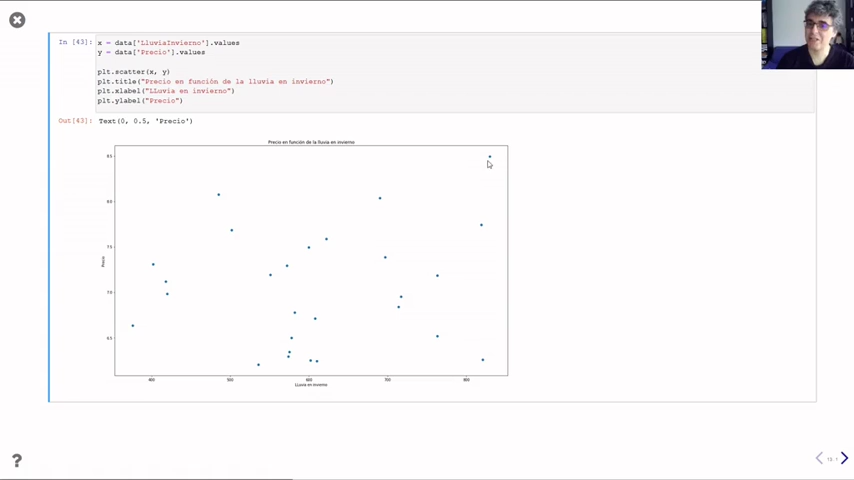 In [43]:
x = data['LluviaInvierno'].values
y = data['Precio'].values
plt.scatter(x, y)
plt.title("Precio en función de la lluvia en invierno")
plt.xlabel("LLuvia en invierno")
plt.ylabel("Precio")
Out[43]: Text(0, 0.5, 'Precio')
Precio en función de la lluvia en invierno
8.5
8.0
7.5
7.0
6.5
Precio
400 500 600 700 800
LLuvia en invierno
?